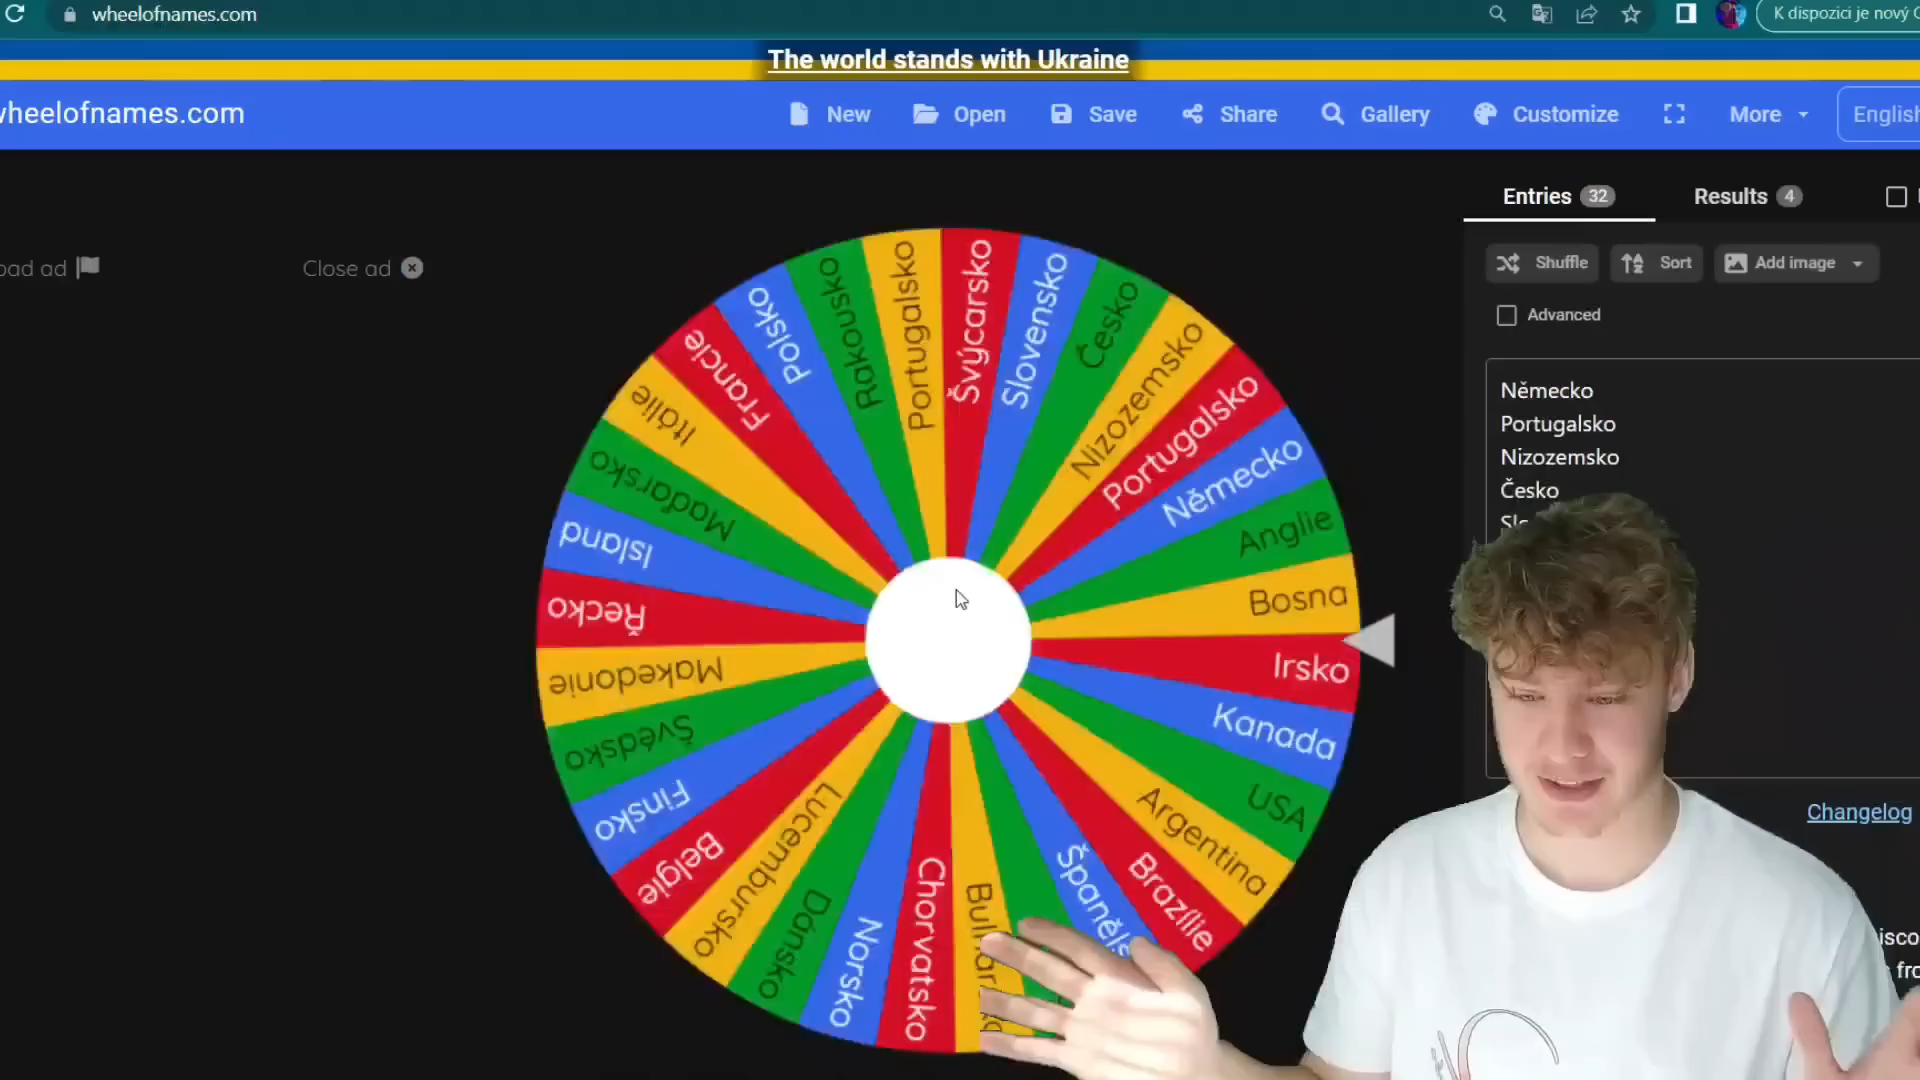 wheelofnames.com
K dispozici je nový
The world stands with Ukraine
wheelofnames.com
New
Open
Save
Share
Gallery
Customize
More
English
Entries 32
Results 4
ad
Close ad
Shuffle
Sort
Add image
Advanced
Německo
Portugalsko
Nizozemsko
Česko
Švýcarsko
Slovensko
Česko
Nizozemsko
Portugalsko
Německo
Anglie
Bosna
Irsko
Kanada
USA
Argentina
Brazílie
Chorvatsko
Norsko
Dánsko
Lucembursko
Belgie
Finsko
Švédsko
Makedonie
Řecko
Island
Maďarsko
Itálie
Francie
Polsko
Rakousko
Portugalsko
Changelog